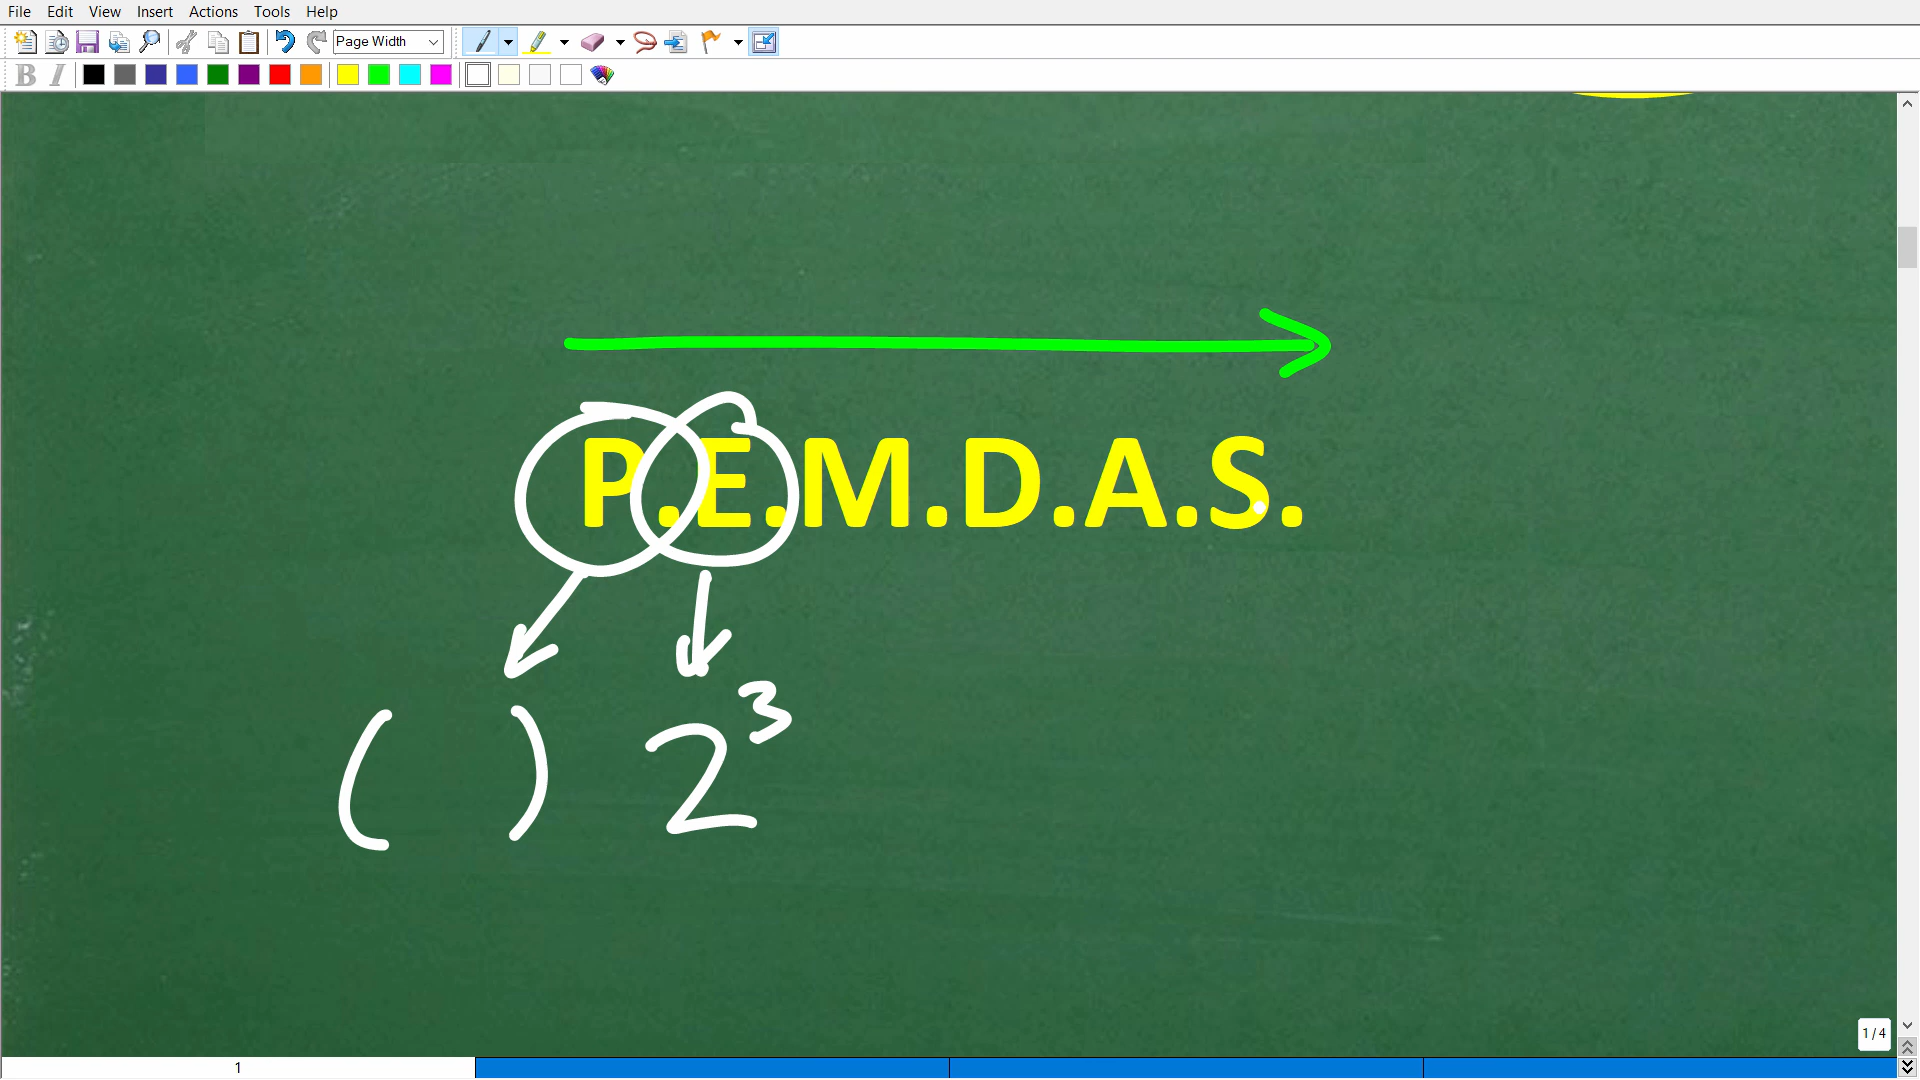 File Edit View Insert Actions Tools Help
Page Width
B I
P.E.M.D.A.S.
( ) 2³
1 / 4
1